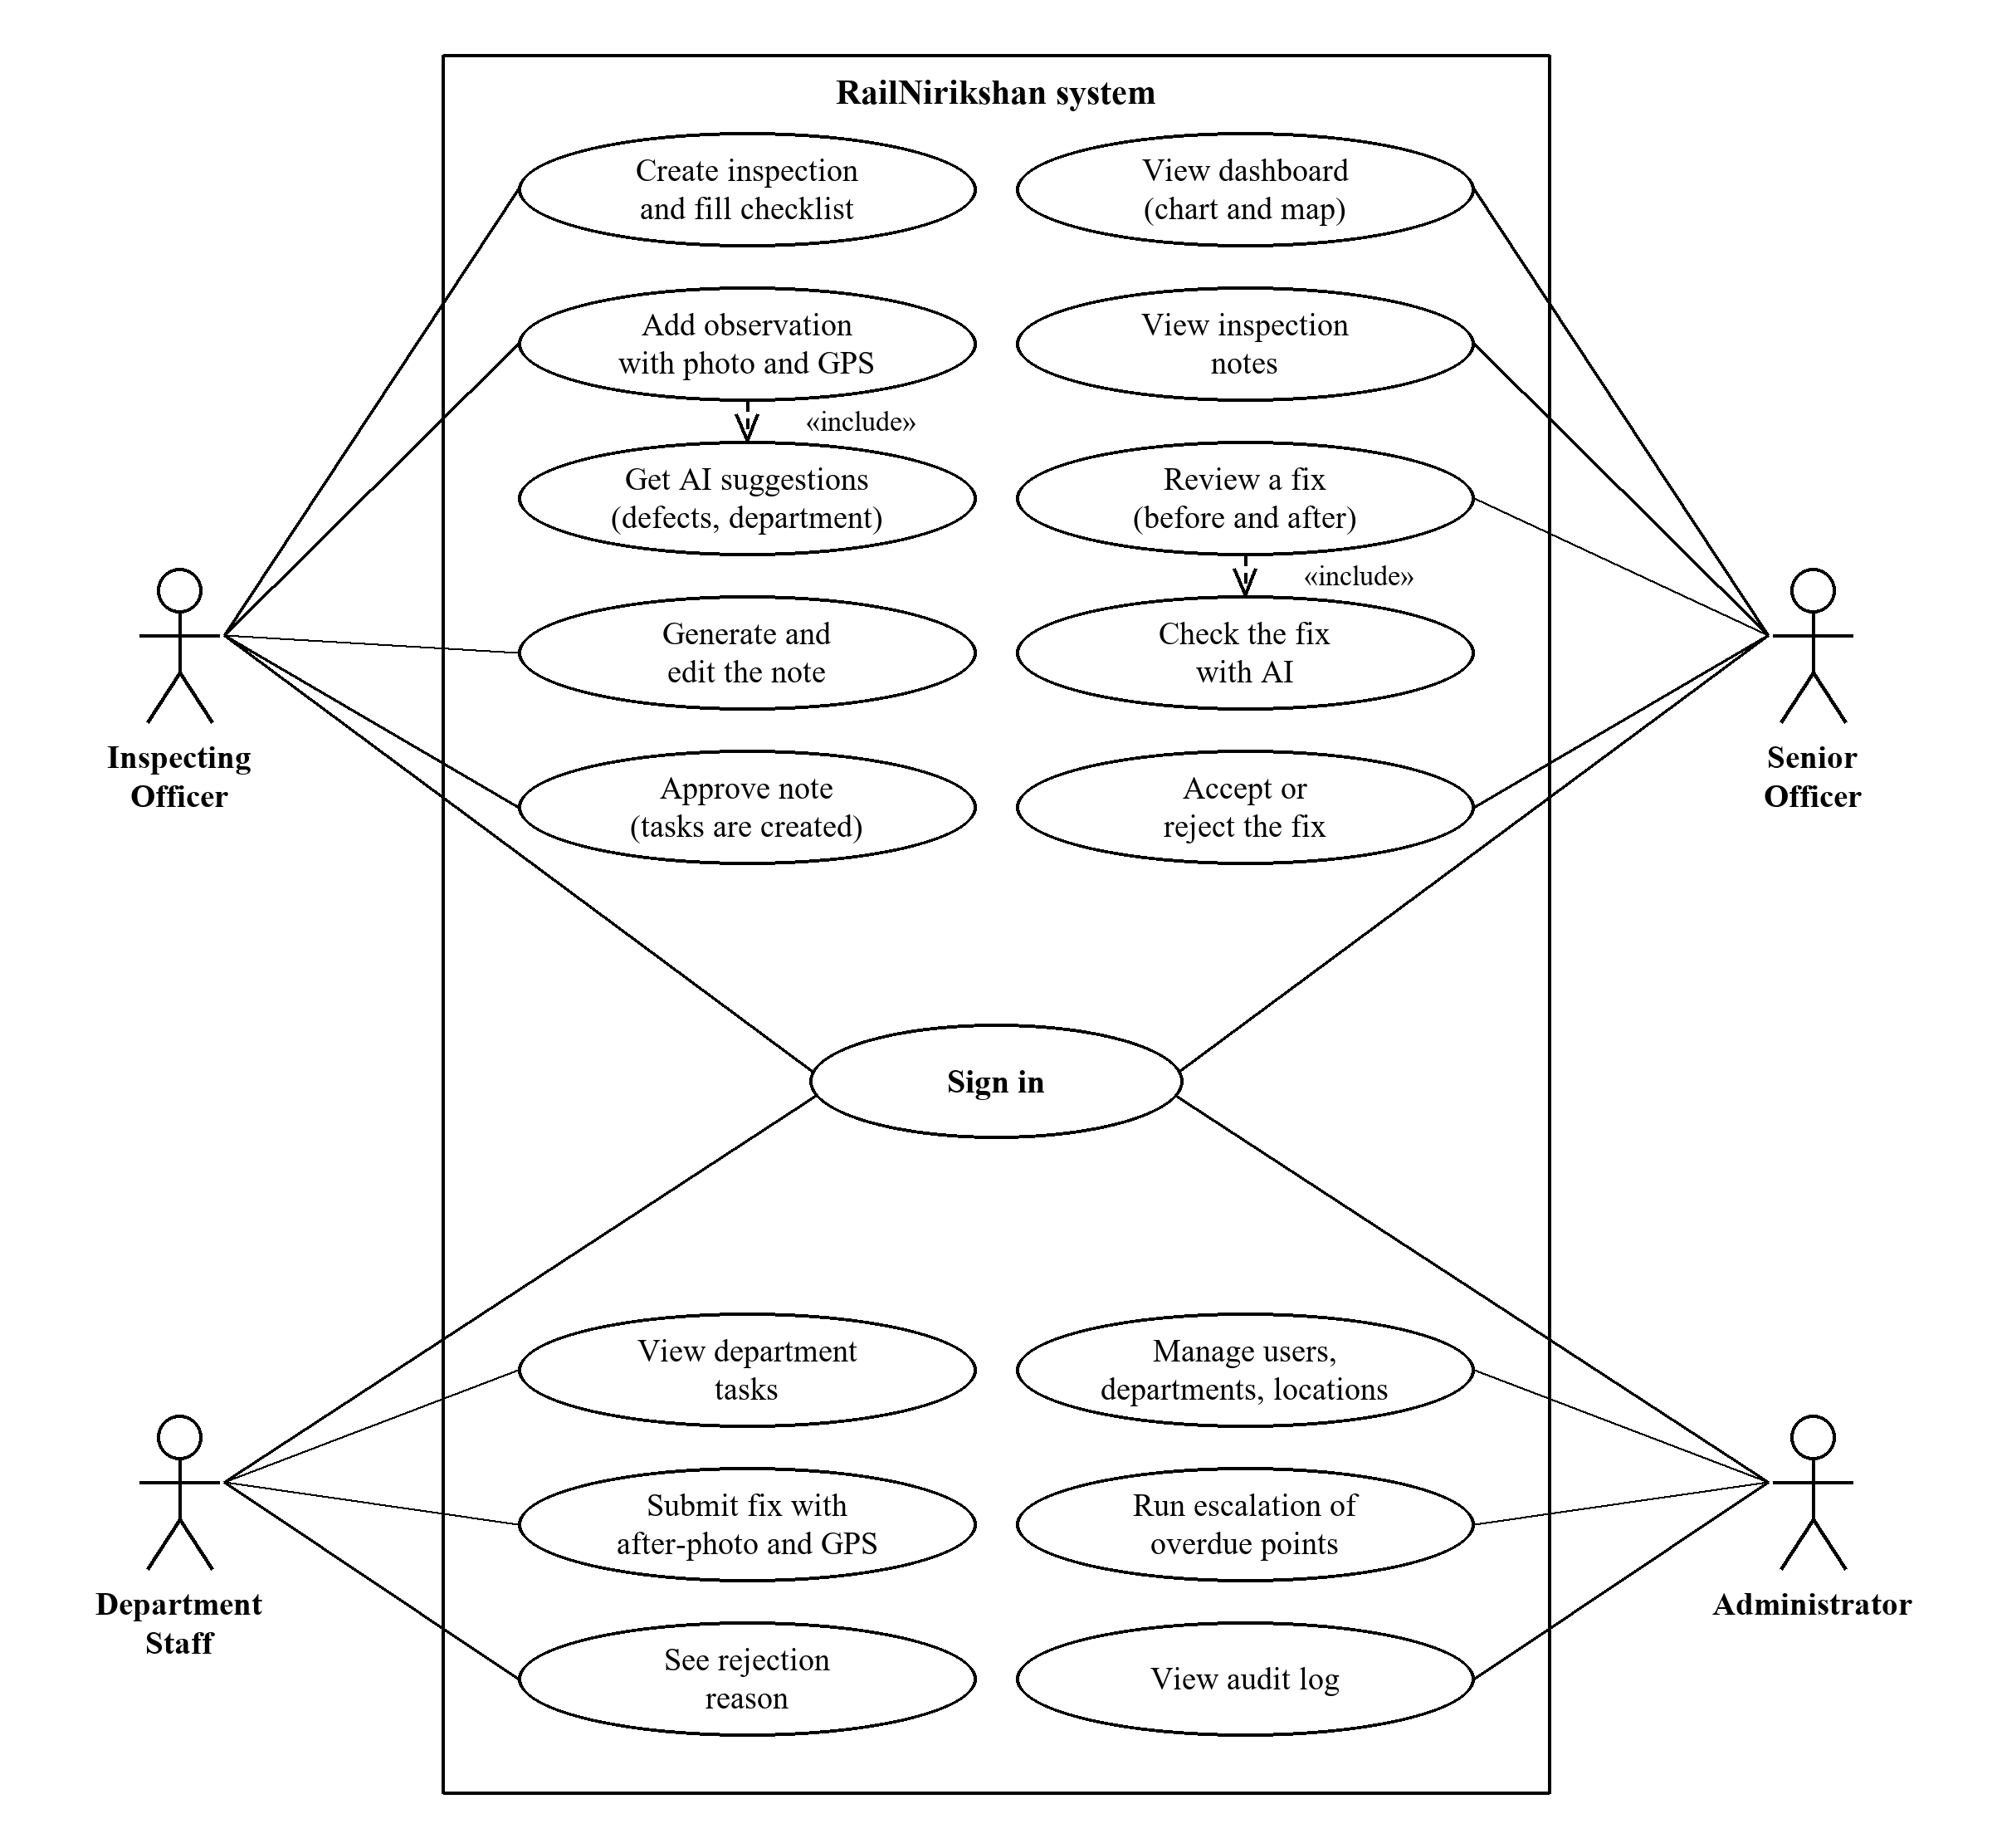 RailNirikshan system
Create inspection
and fill checklist
View dashboard
(chart and map)
Add observation
with photo and GPS
View inspection
notes
«include»
Get AI suggestions
(defects, department)
Review a fix
(before and after)
«include»
Generate and
edit the note
Check the fix
with AI
Inspecting
Officer
Senior
Officer
Approve note
(tasks are created)
Accept or
reject the fix
Sign in
View department
tasks
Manage users,
departments, locations
Submit fix with
after-photo and GPS
Run escalation of
overdue points
Department
Staff
Administrator
See rejection
reason
View audit log